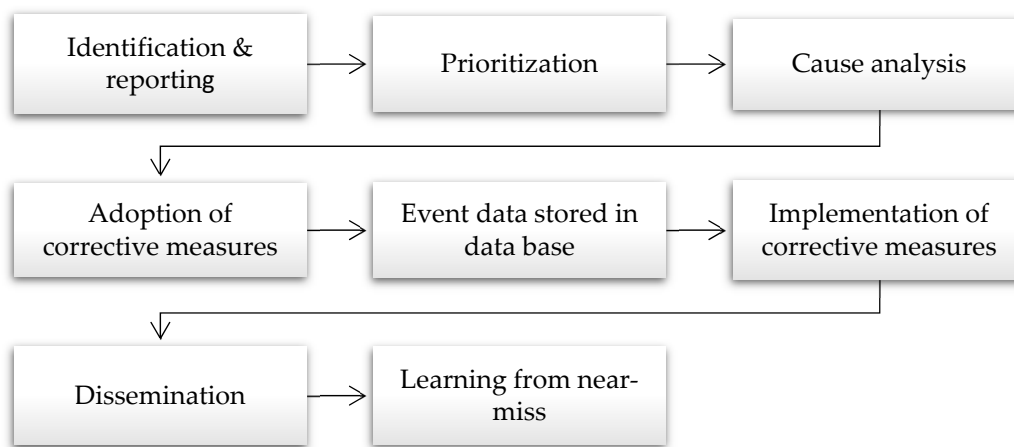 Identification &
reporting
Prioritization
Cause analysis
Adoption of
corrective measures
Event data stored in
data base
Implementation of
corrective measures
Dissemination
Learning from near-
miss